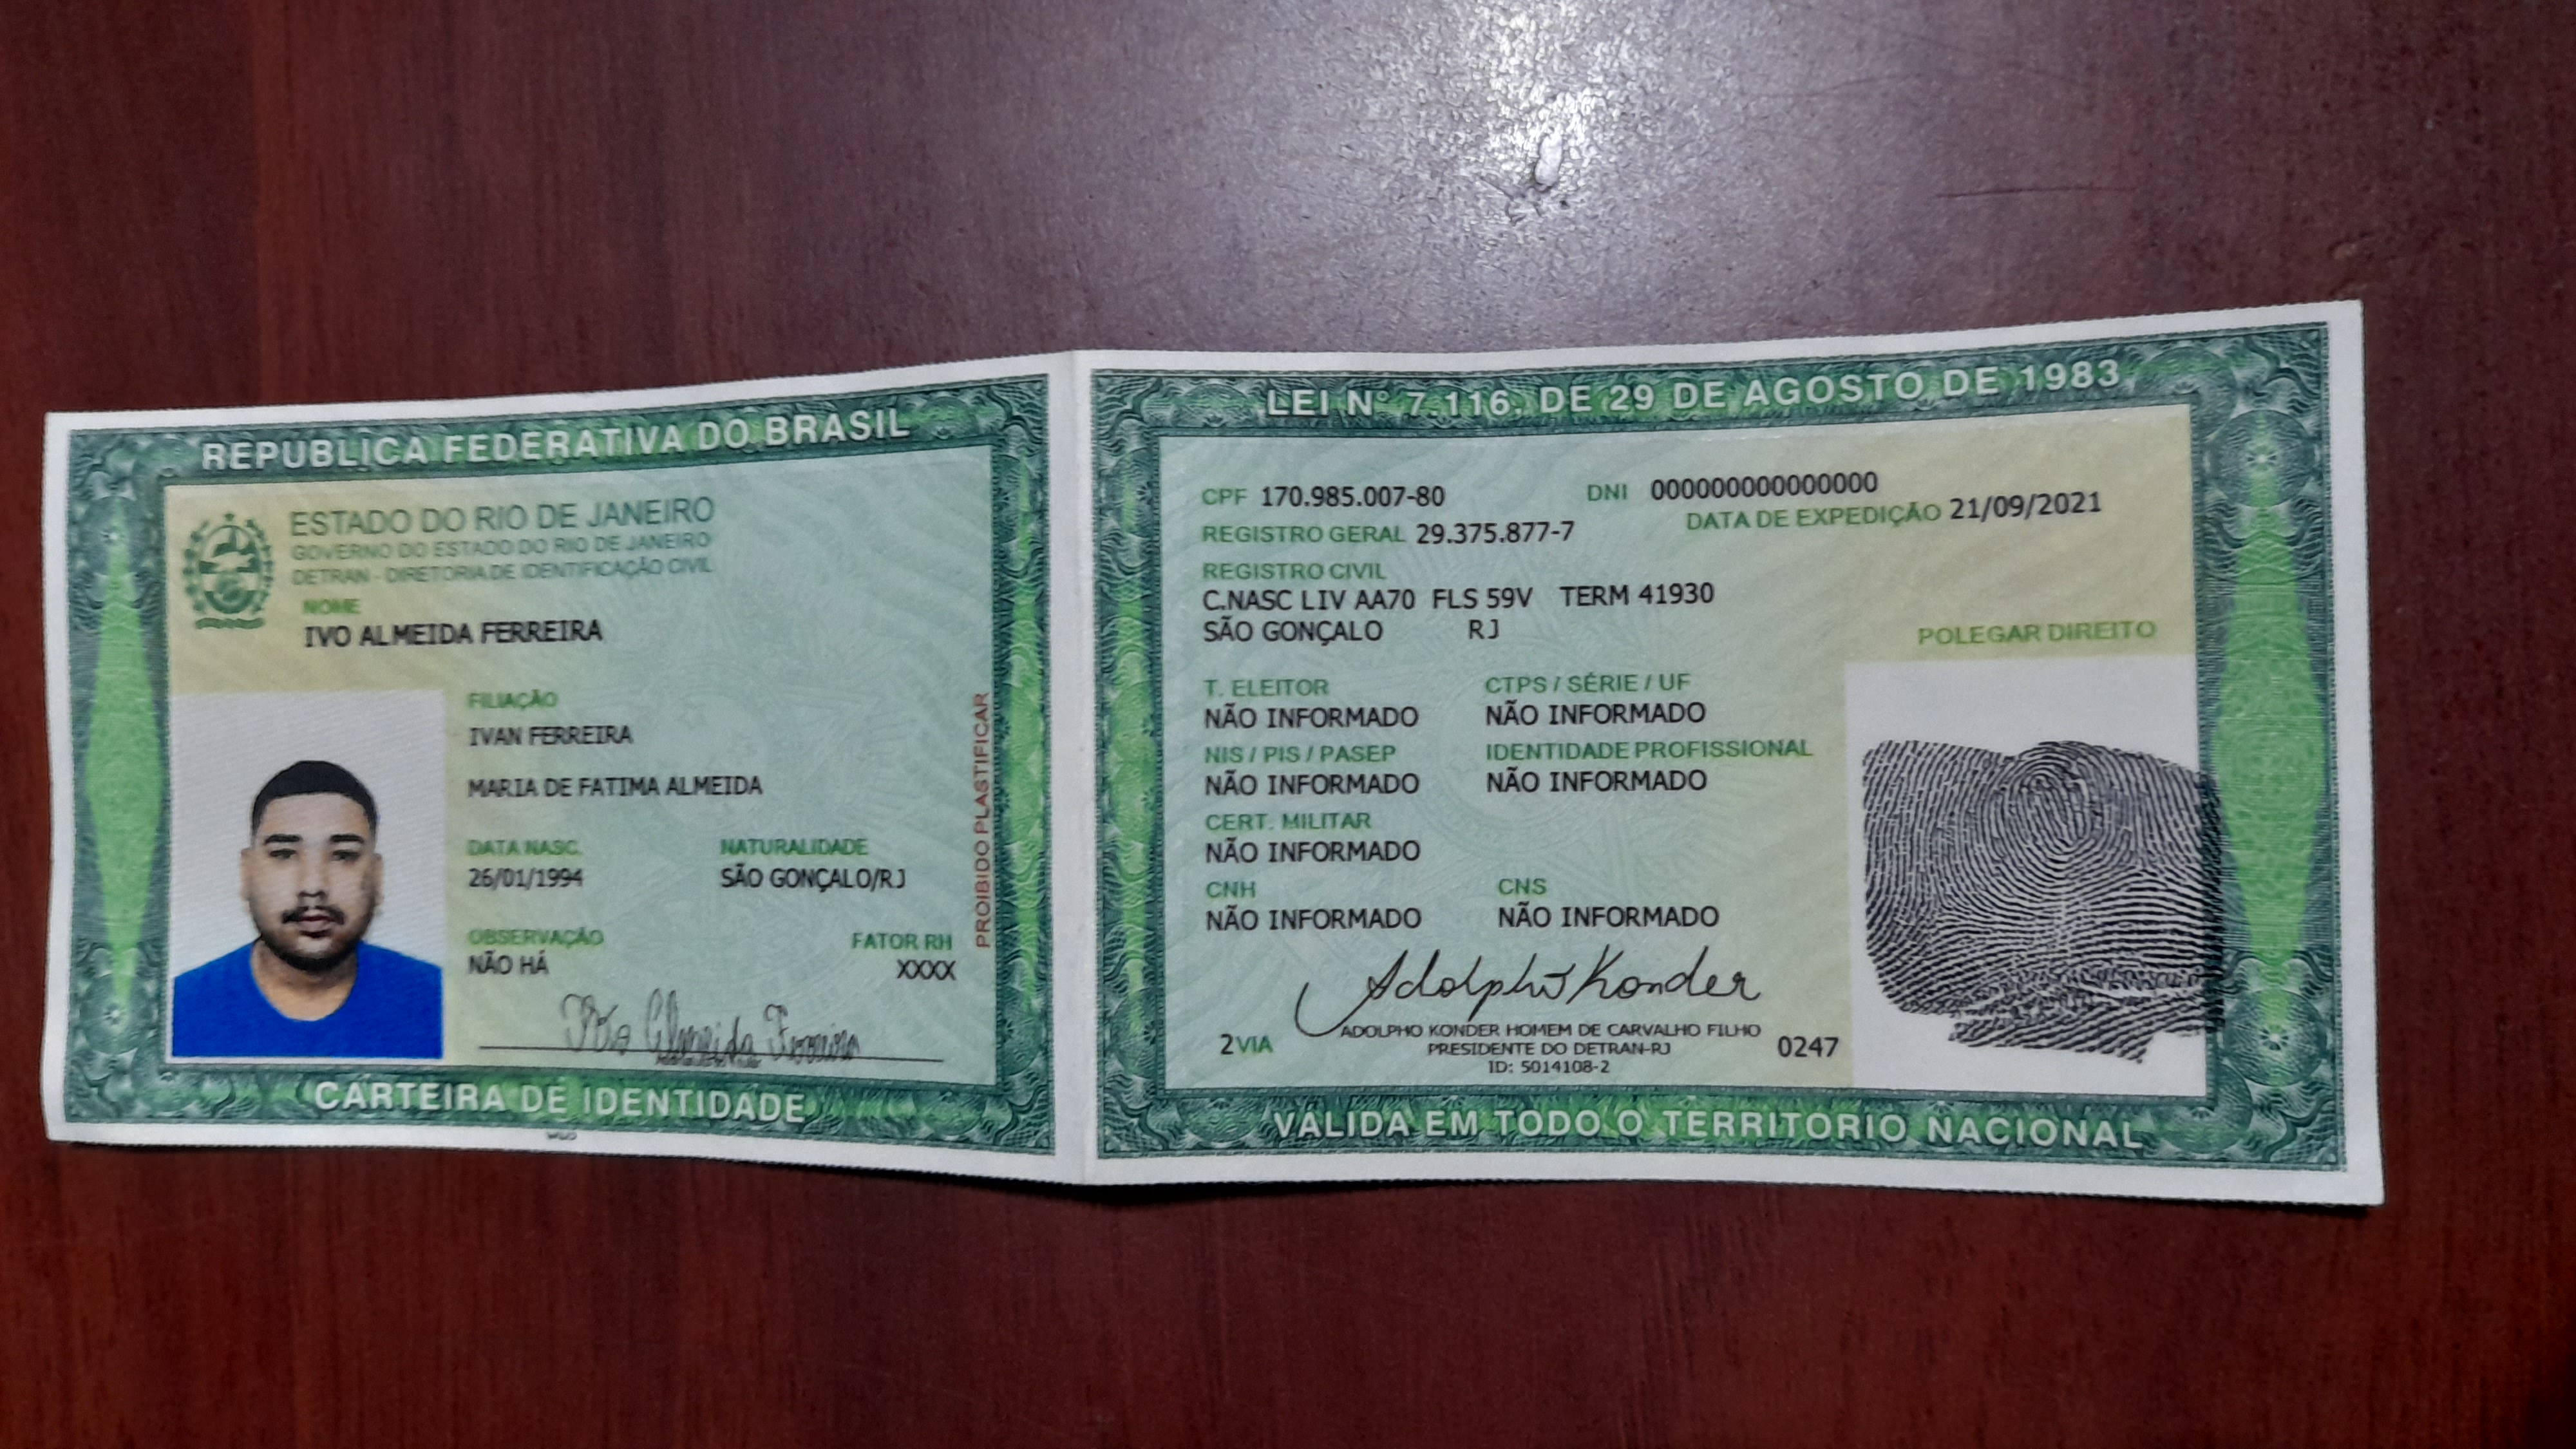 REPÚBLICA FEDERATIVA DO BRASIL
ESTADO DO RIO DE JANEIRO
GOVERNO DO ESTADO DO RIO DE JANEIRO
DETRAN - DIRETORIA DE IDENTIFICAÇÃO CIVIL
NOME
IVO ALMEIDA FERREIRA
FILIAÇÃO
IVAN FERREIRA
MARIA DE FATIMA ALMEIDA
DATA NASC. NATURALIDADE
26/01/1994 SÃO GONÇALO/RJ
OBSERVAÇÃO FATOR RH
NÃO HÁ XXXX
Ivo Almeida Ferreira
PROIBIDO PLASTIFICAR
CARTEIRA DE IDENTIDADE
LEI Nº 7.116, DE 29 DE AGOSTO DE 1983
CPF 170.985.007-80 DNI 000000000000000
REGISTRO GERAL 29.375.877-7 DATA DE EXPEDIÇÃO 21/09/2021
REGISTRO CIVIL
C.NASC LIV AA70 FLS 59V TERM 41930
SÃO GONÇALO RJ
POLEGAR DIREITO
T. ELEITOR CTPS / SÉRIE / UF
NÃO INFORMADO NÃO INFORMADO
NIS / PIS / PASEP IDENTIDADE PROFISSIONAL
NÃO INFORMADO NÃO INFORMADO
CERT. MILITAR
NÃO INFORMADO
CNH CNS
NÃO INFORMADO NÃO INFORMADO
Adolpho Konder
ADOLPHO KONDER HOMEM DE CARVALHO FILHO
2VIA PRESIDENTE DO DETRAN-RJ 0247
ID: 5014108-2
VÁLIDA EM TODO O TERRITÓRIO NACIONAL